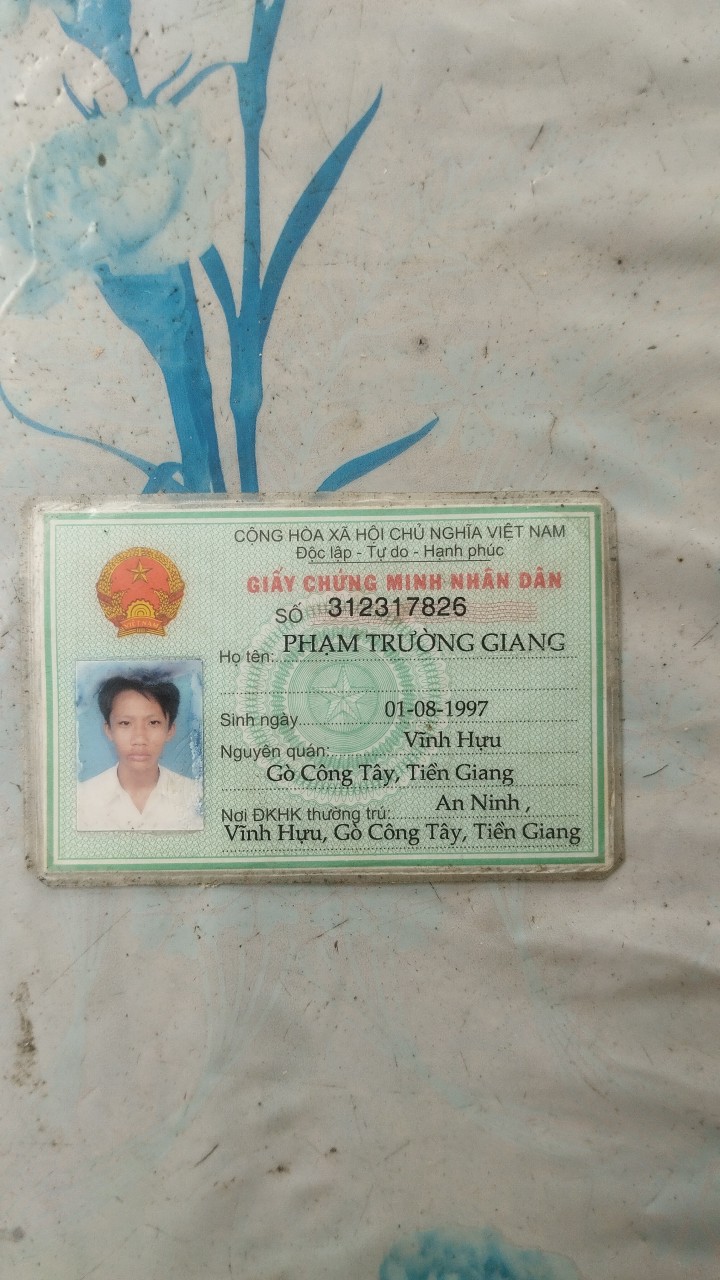 CỘNG HÒA XÃ HỘI CHỦ NGHĨA VIỆT NAM
Độc lập - Tự do - Hạnh phúc
GIẤY CHỨNG MINH NHÂN DÂN
SỐ 312317826
Họ tên: PHẠM TRƯỜNG GIANG
Sinh ngày 01-08-1997
Nguyên quán: Vĩnh Hựu
Gò Công Tây, Tiền Giang
Nơi ĐKHK thường trú: An Ninh ,
Vĩnh Hựu, Gò Công Tây, Tiền Giang
VIỆT NAM